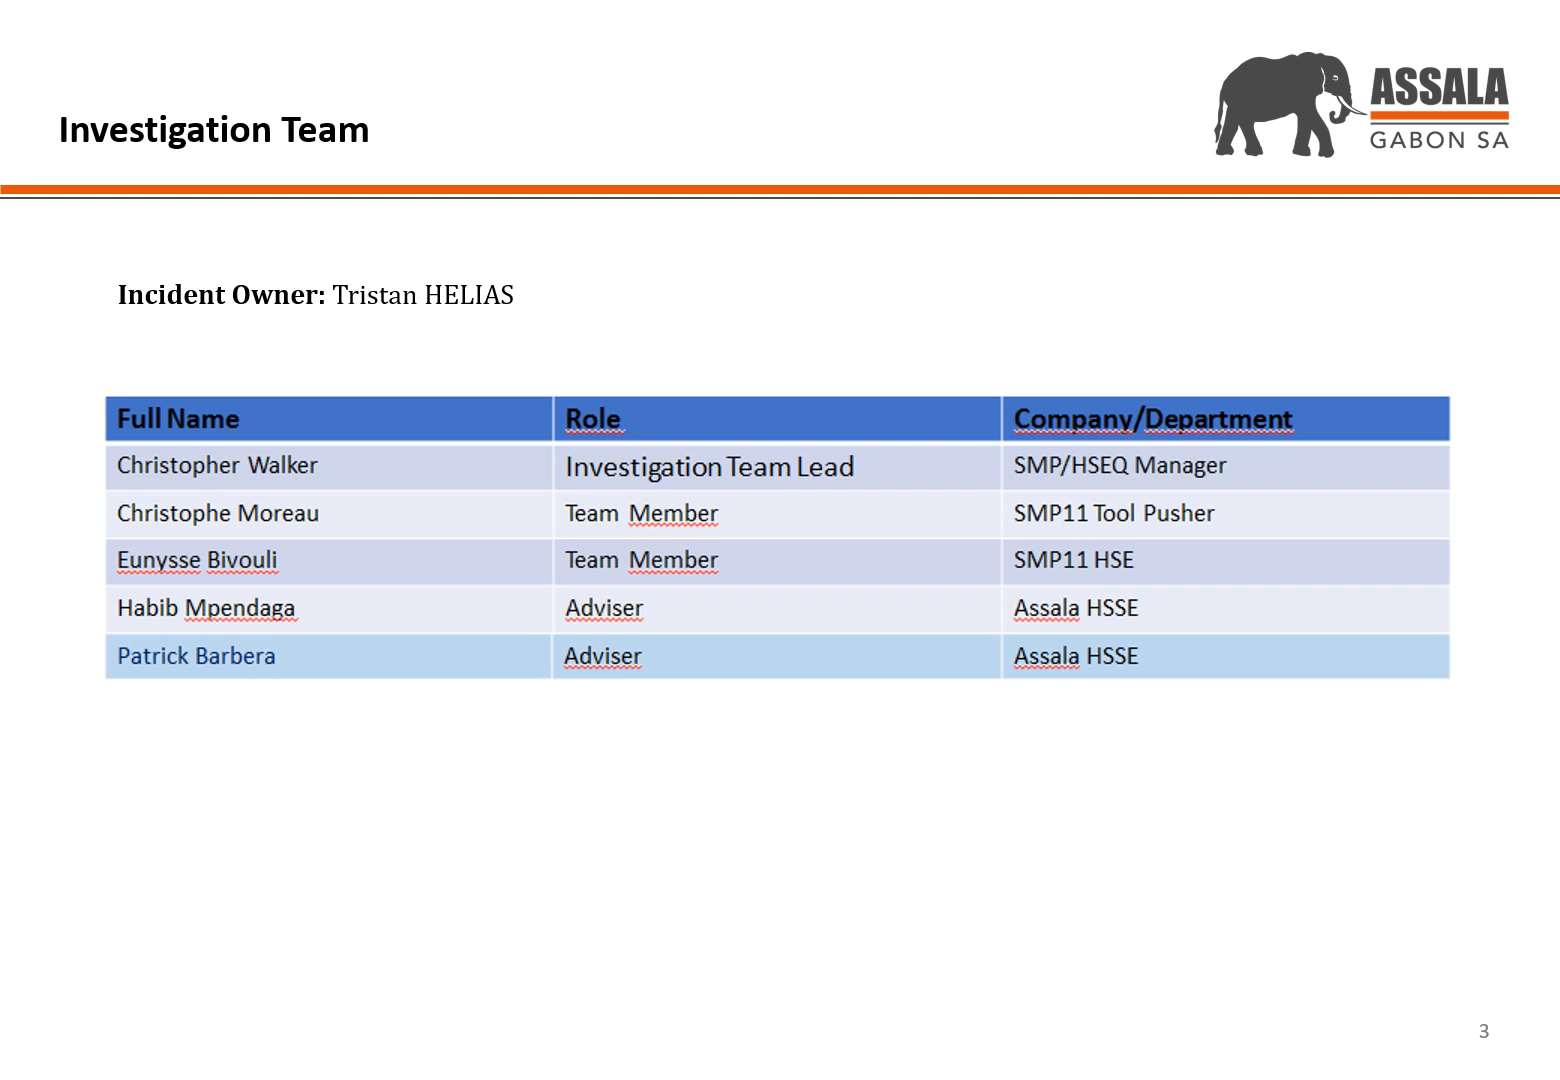 Investigation Team
ASSALA
GABON SA
Incident Owner: Tristan HELIAS
Full Name Role Company/Department
Christopher Walker Investigation Team Lead SMP/HSEQ Manager
Christophe Moreau Team Member SMP11 Tool Pusher
Eunysse Bivouli Team Member SMP11 HSE
Habib Mpendaga Adviser Assala HSSE
Patrick Barbera Adviser Assala HSSE
3